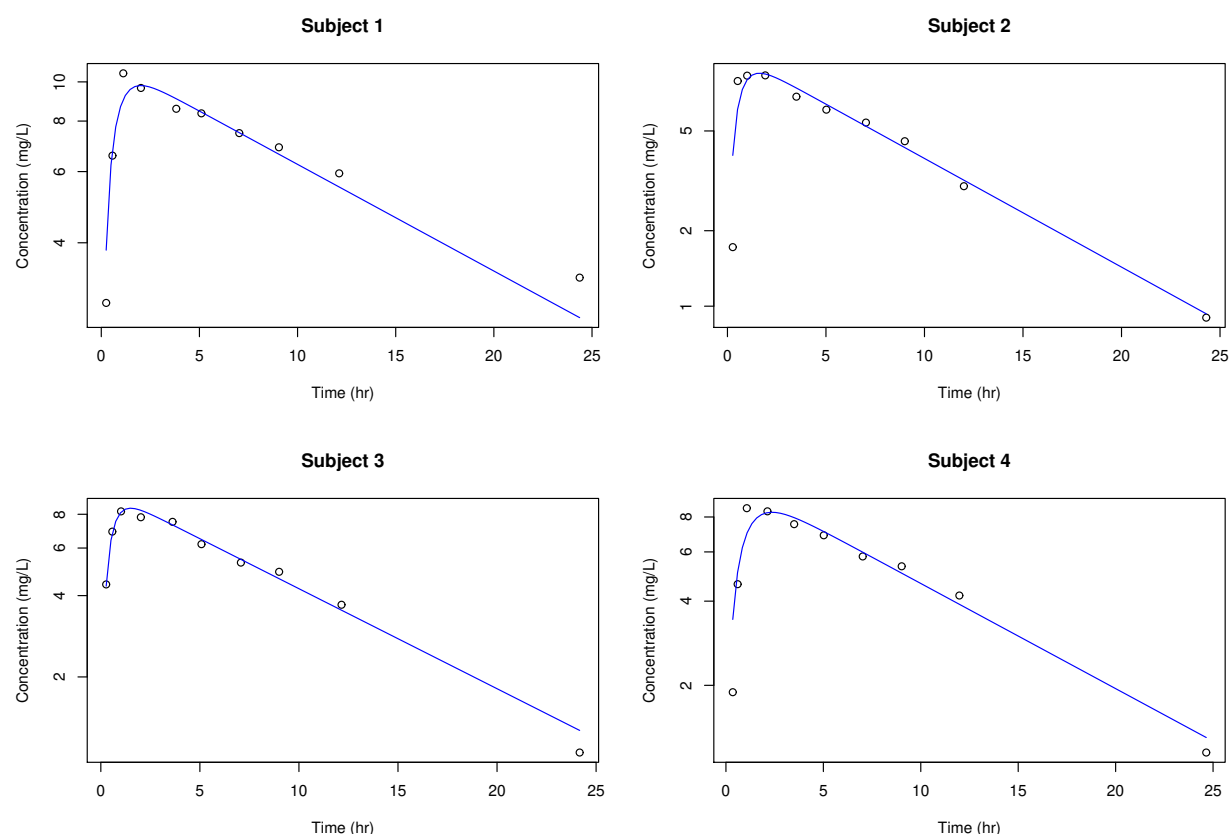 Subject 1
Concentration (mg/L)
10
8
6
4
0 5 10 15 20 25
Time (hr)
Subject 2
Concentration (mg/L)
5
2
1
0 5 10 15 20 25
Time (hr)
Subject 3
Concentration (mg/L)
8
6
4
2
0 5 10 15 20 25
Time (hr)
Subject 4
Concentration (mg/L)
8
6
4
2
0 5 10 15 20 25
Time (hr)